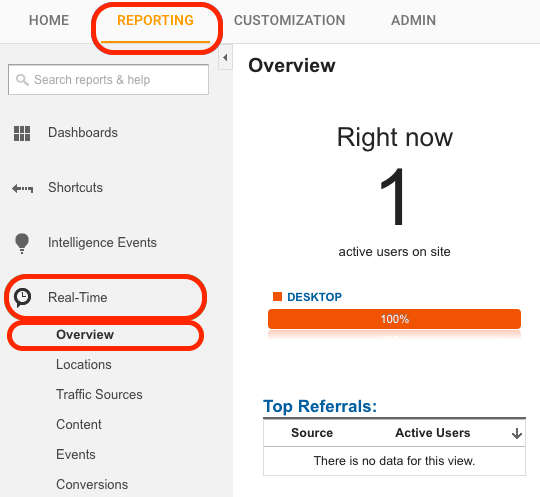 HOME REPORTING CUSTOMIZATION ADMIN
Search reports & help
Dashboards
Shortcuts
Intelligence Events
Real-Time
Overview
Locations
Traffic Sources
Content
Events
Conversions
Overview
Right now
1
active users on site
DESKTOP
100%
Top Referrals:
Source Active Users
There is no data for this view.